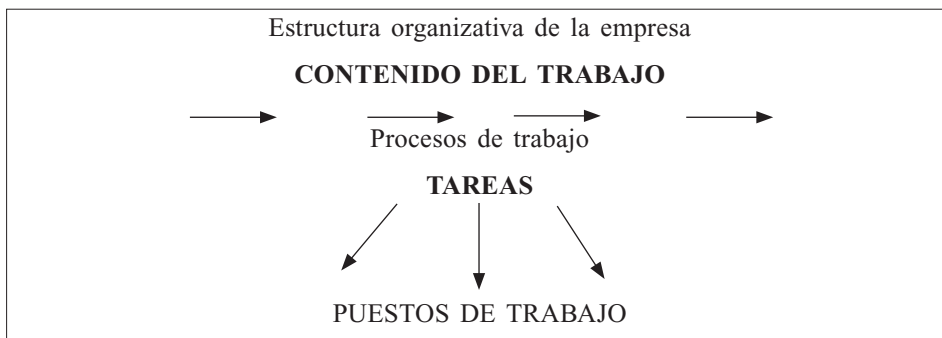 Estructura organizativa de la empresa
CONTENIDO DEL TRABAJO
Procesos de trabajo
TAREAS
PUESTOS DE TRABAJO